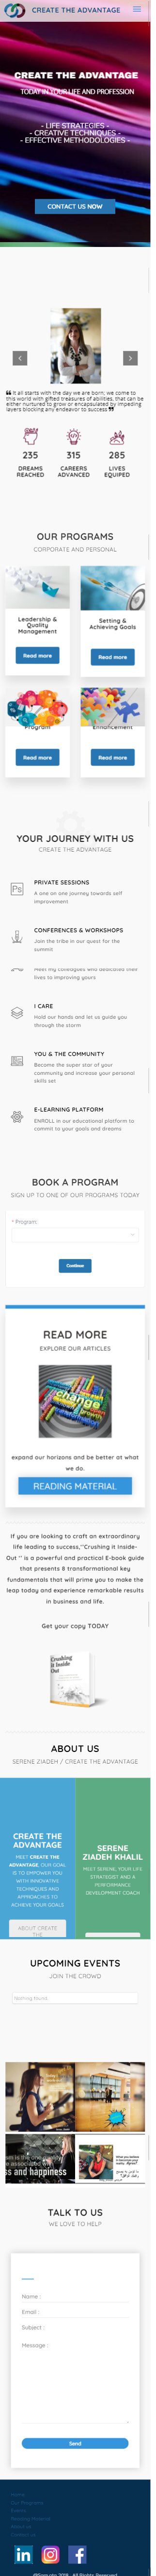 CREATE THE ADVANTAGE
CREATE THE ADVANTAGE
TODAY IN YOUR LIFE AND PROFESSION
- LIFE STRATEGIES -
- CREATIVE TECHNIQUES -
- EFFECTIVE METHODOLOGIES -
CONTACT US NOW
It all starts with the day we are born; we come to
this world with gifted treasures of abilities, that can be
either nurtured to grow or encapsulated by impeding
layers blocking any endeavor to success
235
315
285
DREAMS
REACHED
CAREERS
ADVANCED
LIVES
EQUIPED
OUR PROGRAMS
CORPORATE AND PERSONAL
Leadership &
Quality
Management
Read more
Setting &
Achieving Goals
Read more
Program
Read more
Enhancement
Read more
YOUR JOURNEY WITH US
CREATE THE ADVANTAGE
PRIVATE SESSIONS
A one on one journey towards self
improvement
CONFERENCES & WORKSHOPS
Join the tribe in our quest for the
summit
Meet my colleagues who dedicated their
lives to improving yours
I CARE
Hold our hands and let us guide you
through the storm
YOU & THE COMMUNITY
Become the super star of your
community and increase your personal
skills set
E-LEARNING PLATFORM
ENROLL in our educational platform to
commit to your goals and dreams
BOOK A PROGRAM
SIGN UP TO ONE OF OUR PROGRAMS TODAY
* Program:
Continue
READ MORE
EXPLORE OUR ARTICLES
Change
expand our horizons and be better at what
we do.
READING MATERIAL
If you are looking to craft an extraordinary
life leading to success,''Crushing it Inside-
Out '' is a powerful and practical E-book guide
that presents 8 transformational key
fundamentals that will prime you to make the
leap today and experience remarkable results
in business and life.
Get your copy TODAY
Crushing
it Inside
Out
ABOUT US
SERENE ZIADEH / CREATE THE ADVANTAGE
CREATE THE
ADVANTAGE
MEET CREATE THE
ADVANTAGE, OUR GOAL
IS TO EMPOWER YOU
WITH INNOVATIVE
TECHNIQUES AND
APPROACHES TO
ACHIEVE YOUR GOALS
ABOUT CREATE
THE
SERENE
ZIADEH KHALIL
MEET SERENE, YOUR LIFE
STRATEGIST AND A
PERFORMANCE
DEVELOPMENT COACH
UPCOMING EVENTS
JOIN THE CROWD
Nothing found.
and happiness
TALK TO US
WE LOVE TO HELP
Name :
Email :
Subject :
Message :
Send
Home
Our Programs
Events
Reading Material
About us
Contact us